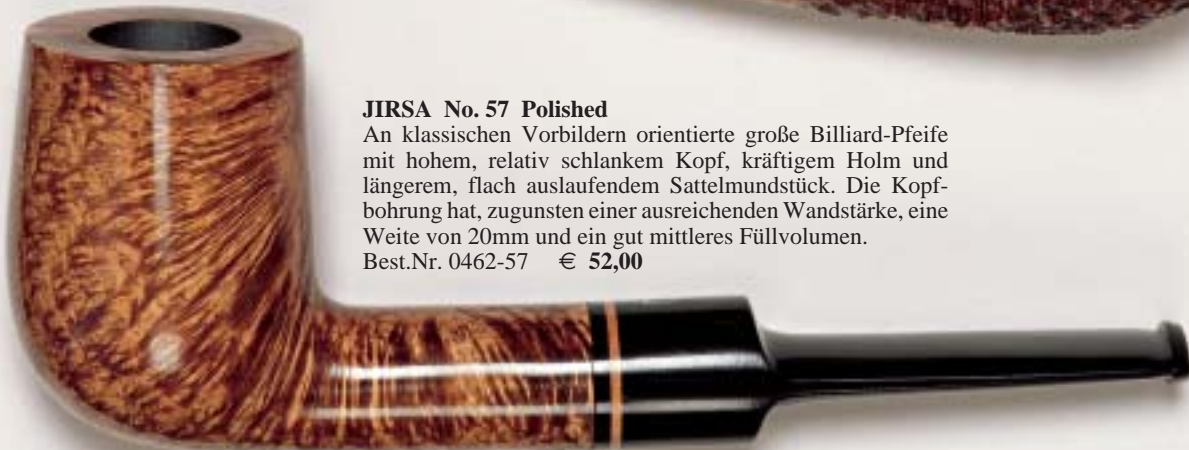 JIRSA No. 57 Polished
An klassischen Vorbildern orientierte große Billiard-Pfeife
mit hohem, relativ schlankem Kopf, kräftigem Holm und
längerem, flach auslaufendem Sattelmundstück. Die Kopf-
bohrung hat, zugunsten einer ausreichenden Wandstärke, eine
Weite von 20mm und ein gut mittleres Füllvolumen.
Best.Nr. 0462-57 € 52,00